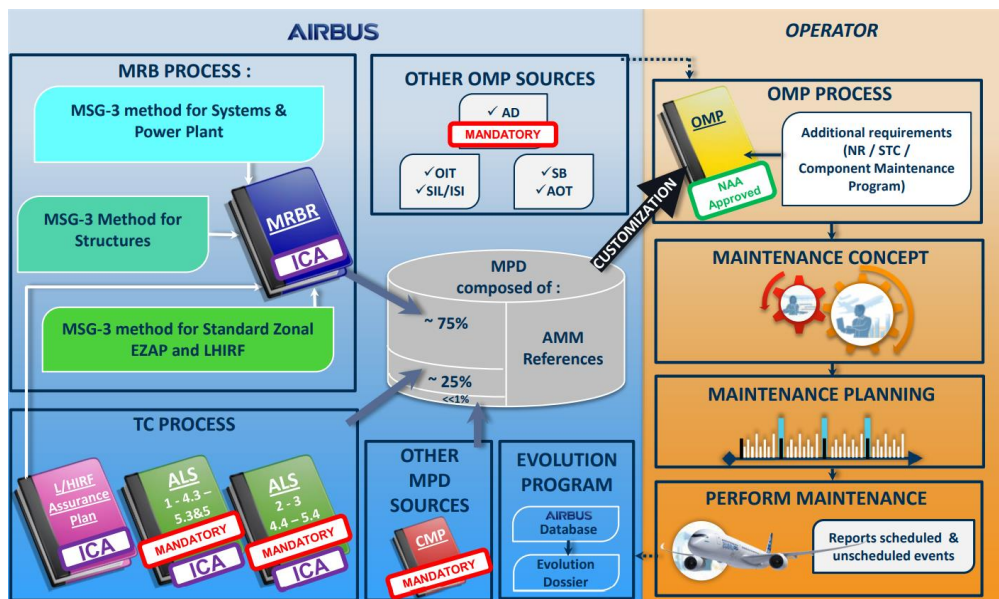 AIRBUS
OPERATOR
MRB PROCESS :
MSG-3 method for Systems &
Power Plant
MSG-3 Method for
Structures
MRBR
ICA
MSG-3 method for Standard Zonal
EZAP and LHIRF
OTHER OMP SOURCES
✓ AD
MANDATORY
✓OIT
✓SIL/ISI
✓SB
✓AOT
OMP PROCESS
OMP
NAA
Approved
Additional requirements
(NR / STC /
Component Maintenance
Program)
CUSTOMIZATION
MPD
composed of :
~ 75%
~ 25%
<<1%
AMM
References
MAINTENANCE CONCEPT
MAINTENANCE PLANNING
TC PROCESS
L/HIRF
Assurance
Plan
ICA
ALS
1 - 4.3 –
5.3&5
MANDATORY
ICA
ALS
2 - 3
4.4 – 5.4
MANDATORY
ICA
OTHER
MPD
SOURCES
CMP
MANDATORY
EVOLUTION
PROGRAM
AIRBUS
Database
Evolution
Dossier
PERFORM MAINTENANCE
Reports scheduled &
unscheduled events